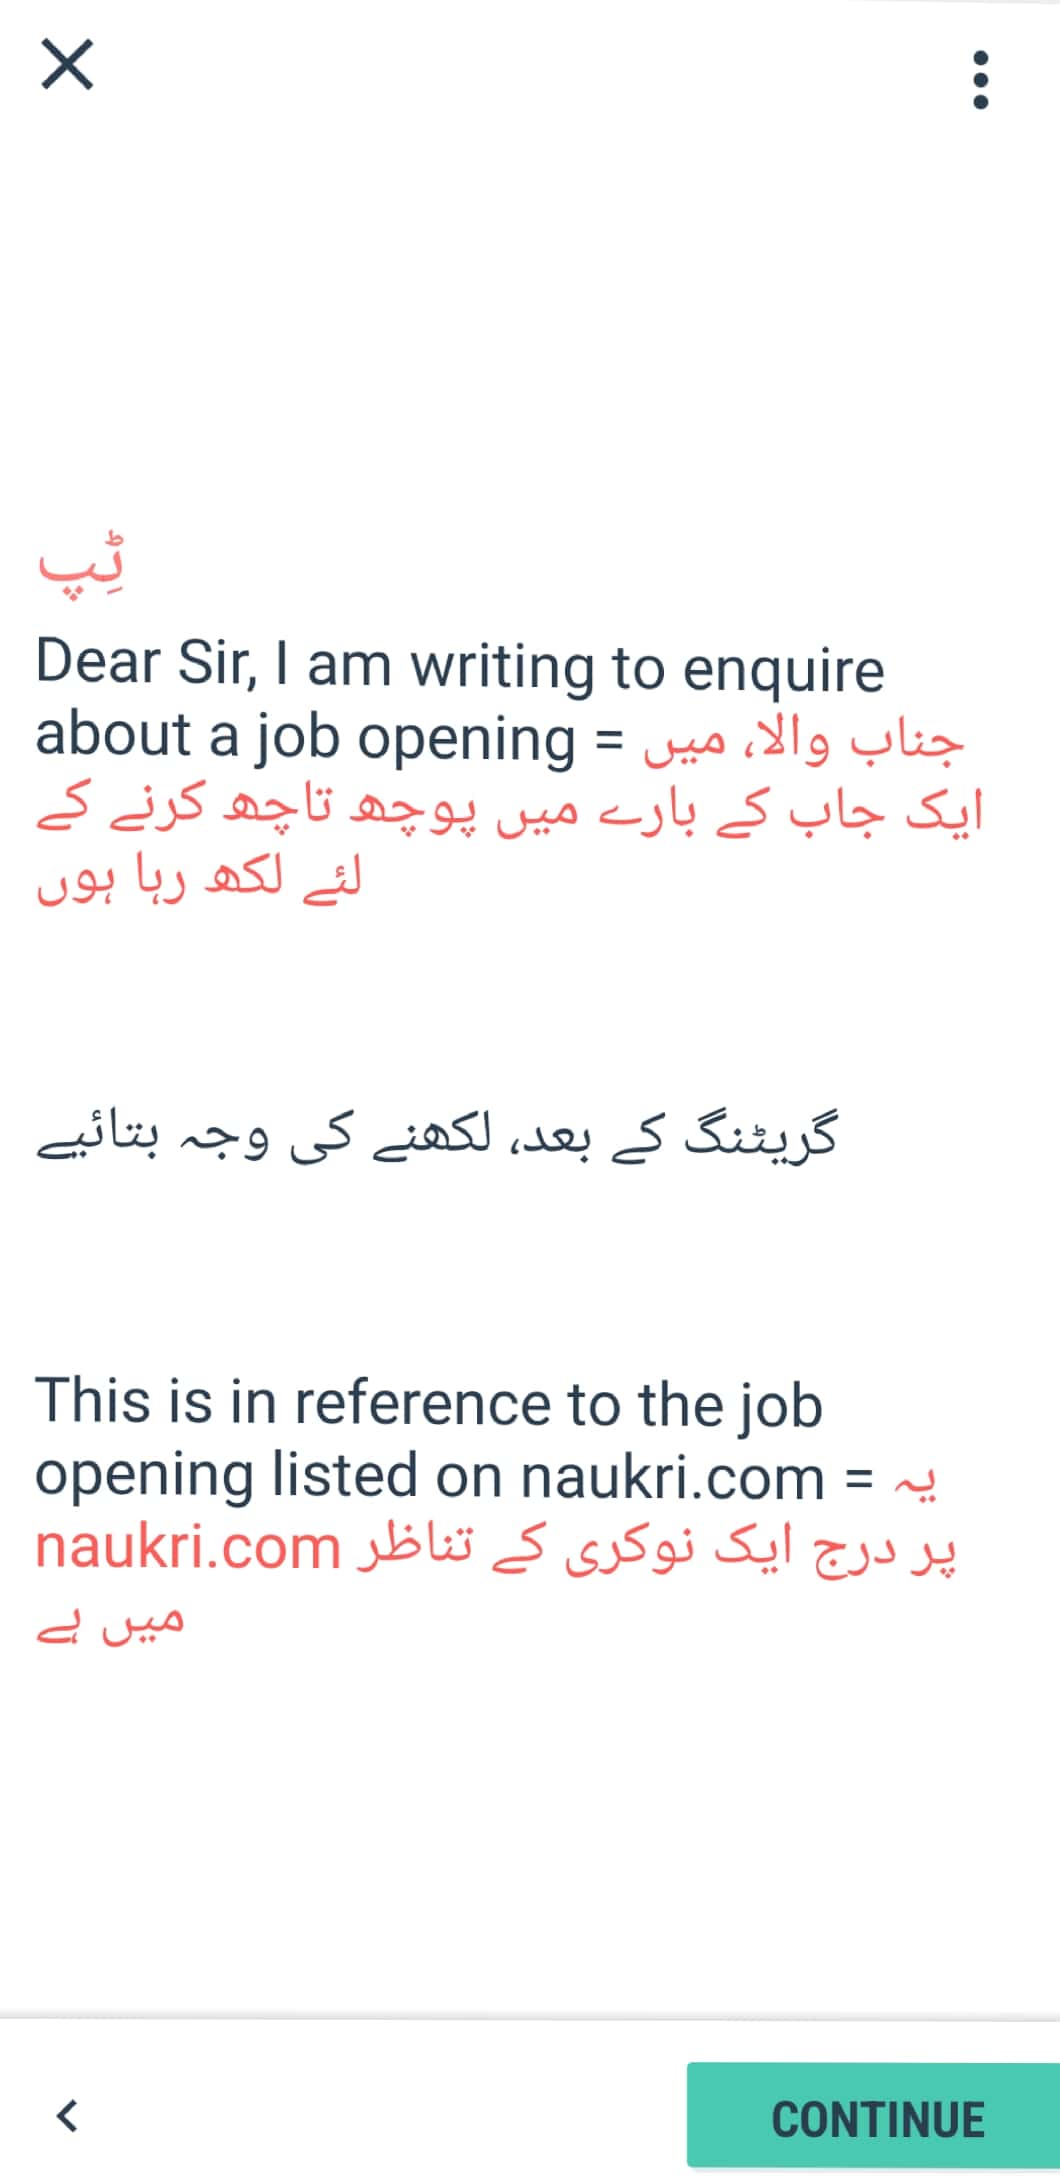 ٹِپ
Dear Sir, I am writing to enquire
about a job opening = جناب والا، میں
ایک جاب کے بارے میں پوچھ تاچھ کرنے کے
لئے لکھ رہا ہوں
گریٹنگ کے بعد، لکھنے کی وجہ بتائیے
This is in reference to the job
opening listed on naukri.com = یہ
naukri.com پر درج ایک نوکری کے تناظر
میں ہے
CONTINUE